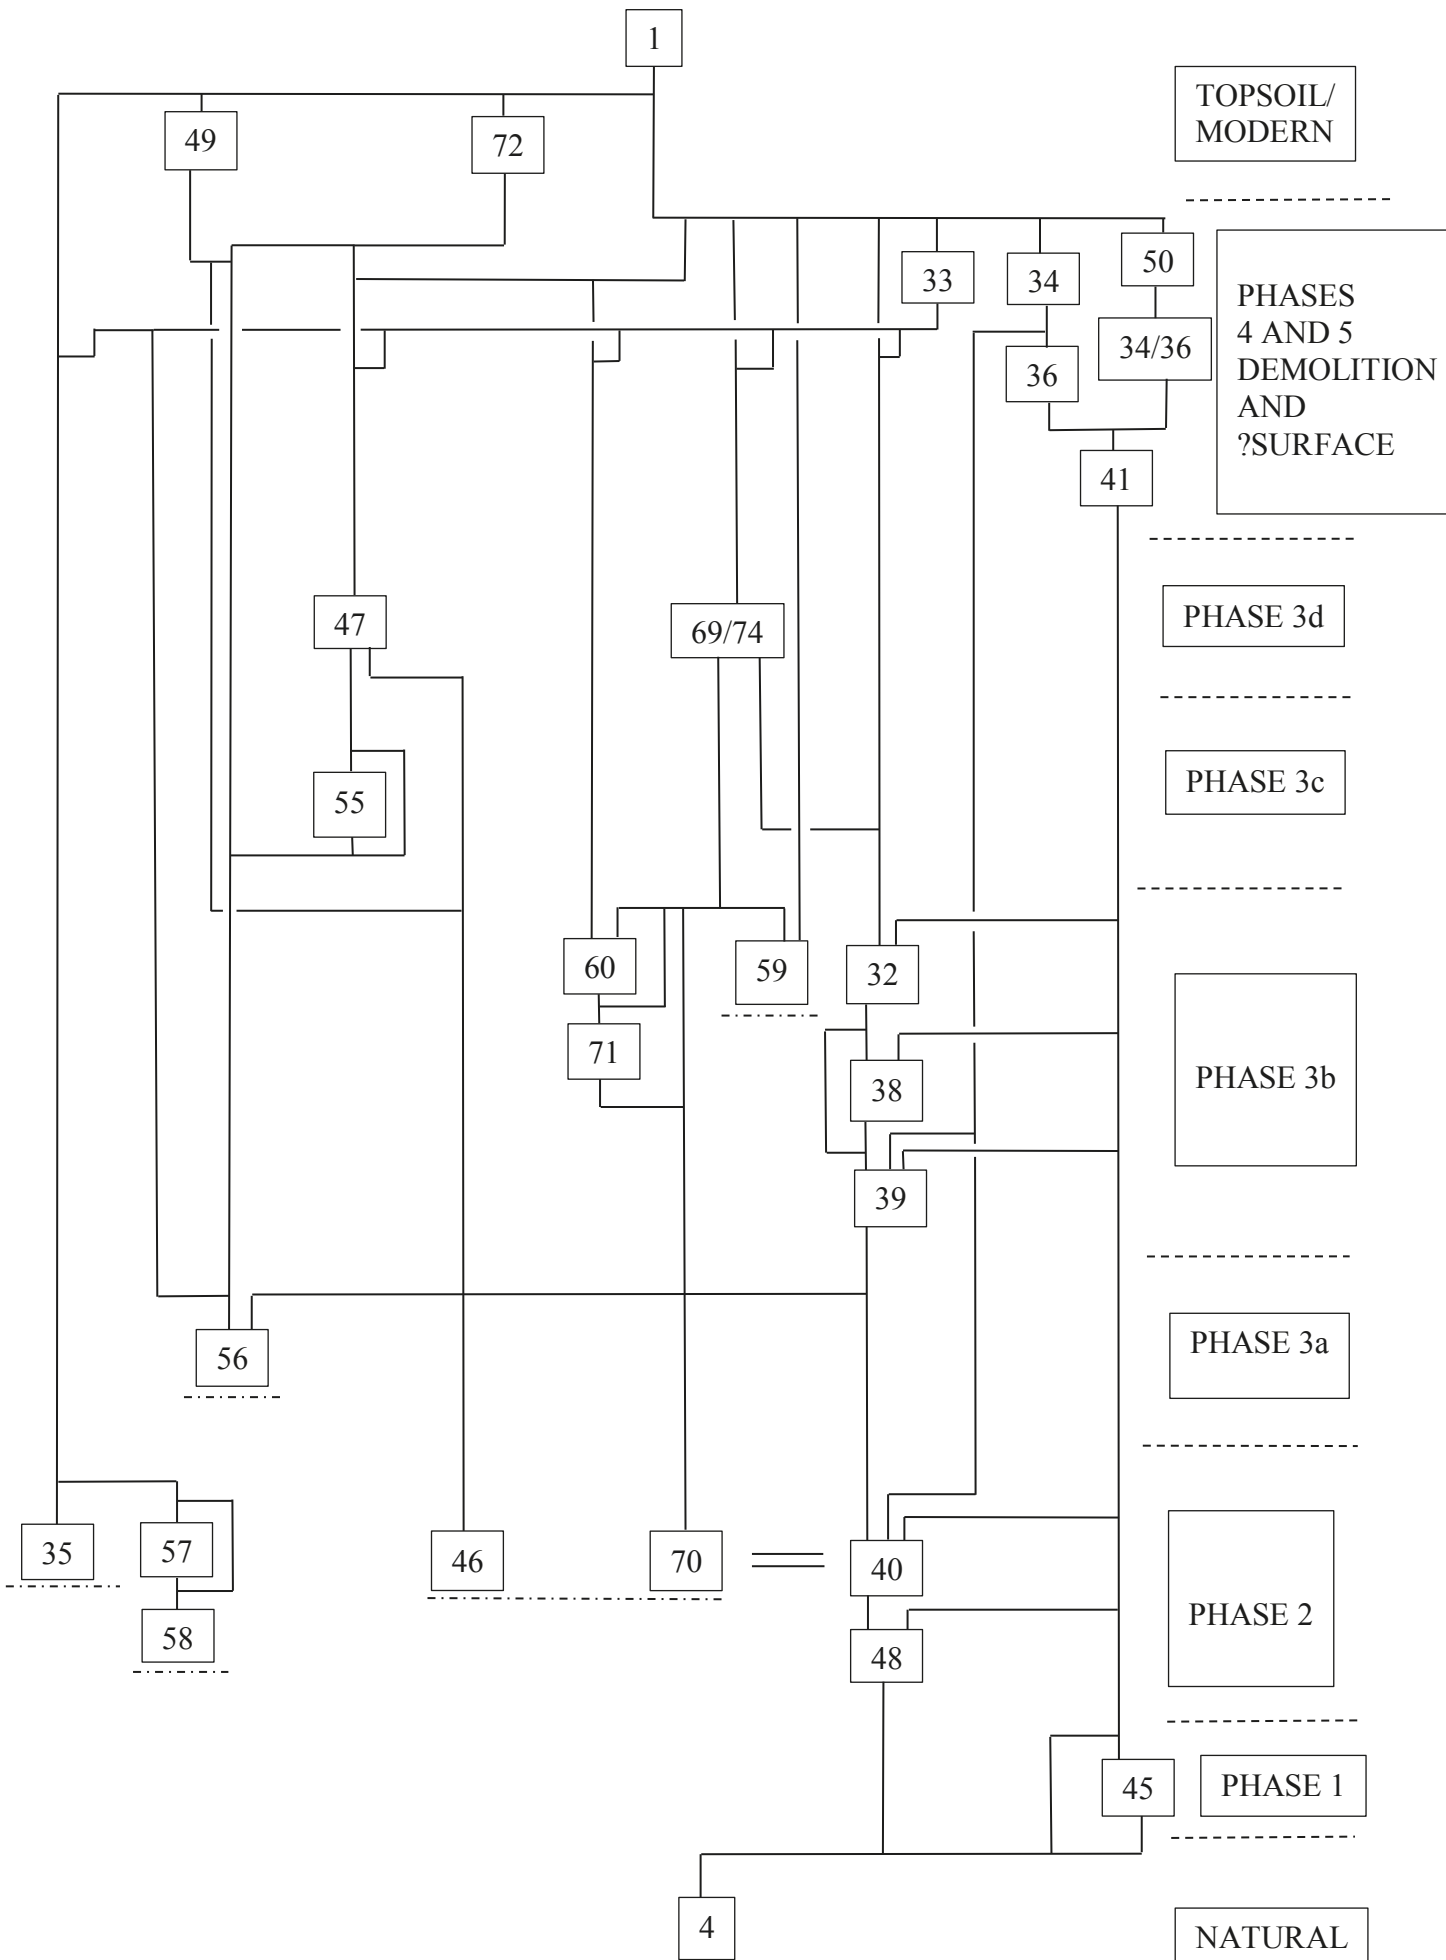 1
TOPSOIL/
MODERN
49
72
33
34
50
34/36
36
41
PHASES
4 AND 5
DEMOLITION
AND
?SURFACE
47
69/74
PHASE 3d
55
PHASE 3c
60
59
32
71
38
39
PHASE 3b
56
PHASE 3a
35
57
46
70
40
58
48
PHASE 2
45
PHASE 1
4
NATURAL